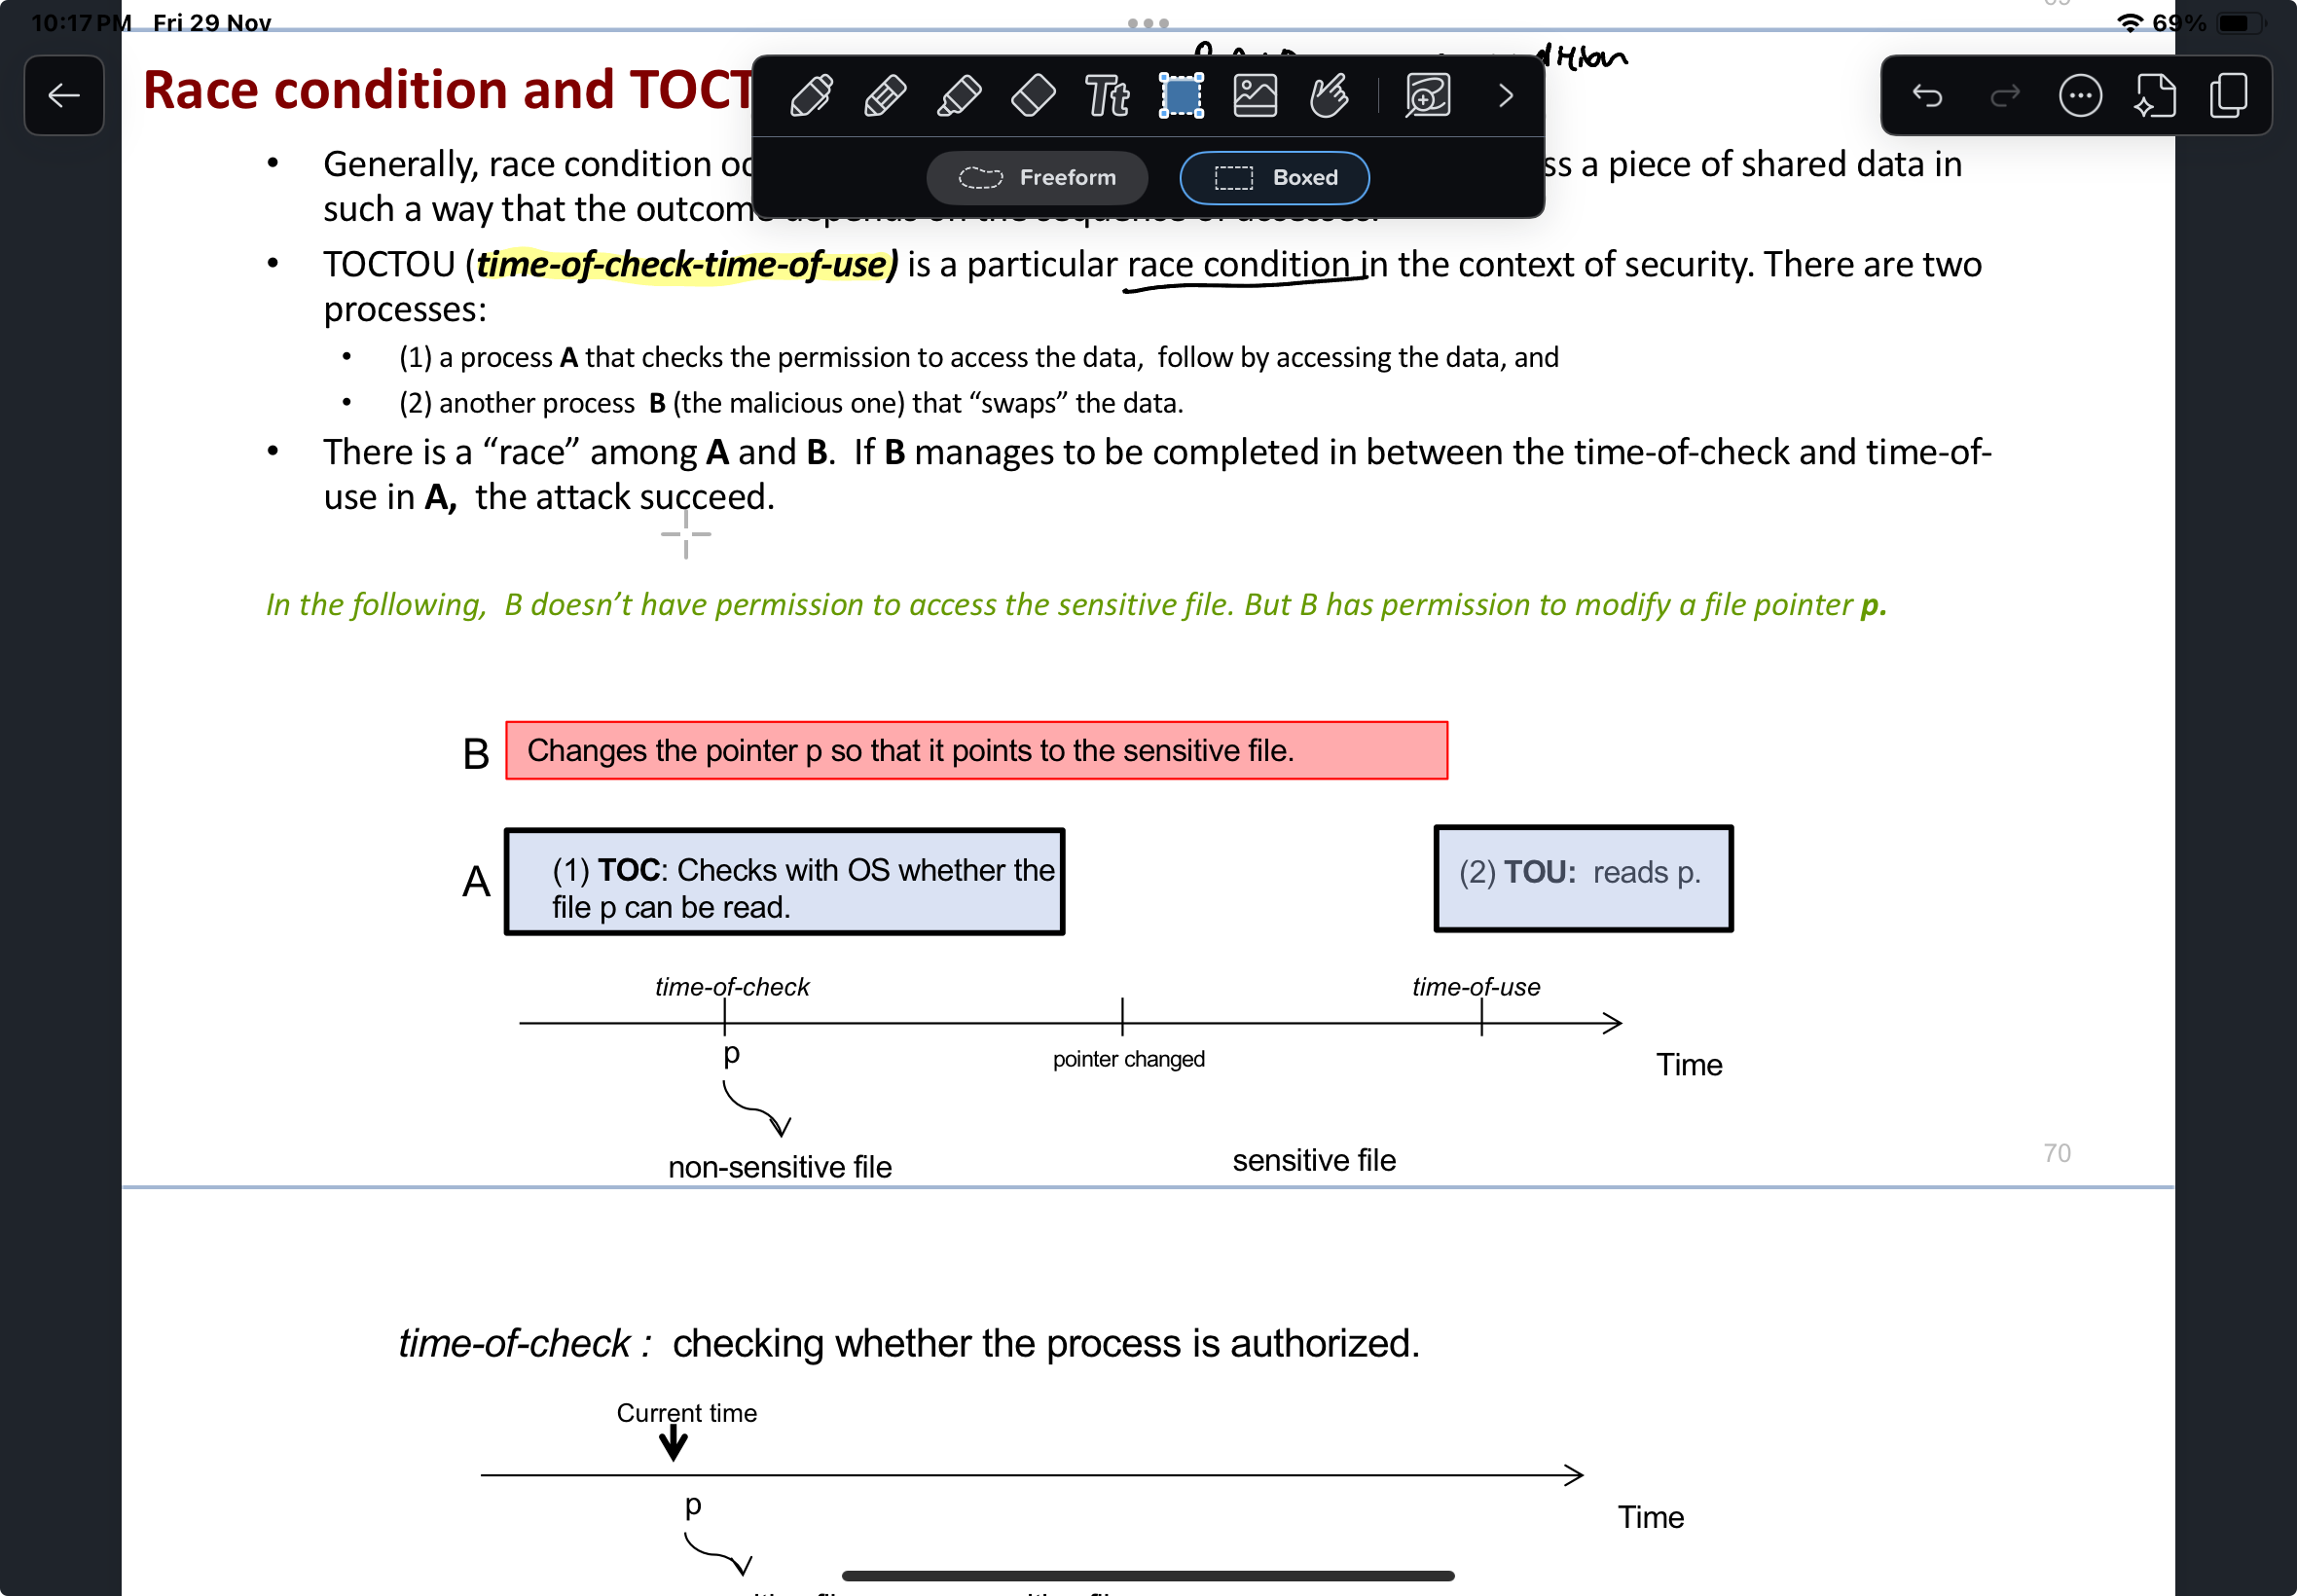 10:17 PM Fri 29 Nov
69%
Race condition and TOCT
Tt
Freeform
Boxed
• Generally, race condition oc ss a piece of shared data in
such a way that the outcome depends on the sequence of accesses.
• TOCTOU (time-of-check-time-of-use) is a particular race condition in the context of security. There are two
processes:
• (1) a process A that checks the permission to access the data, follow by accessing the data, and
• (2) another process B (the malicious one) that “swaps” the data.
• There is a “race” among A and B. If B manages to be completed in between the time-of-check and time-of-
use in A, the attack succeed.
In the following, B doesn’t have permission to access the sensitive file. But B has permission to modify a file pointer p.
B
Changes the pointer p so that it points to the sensitive file.
A
(1) TOC: Checks with OS whether the
file p can be read.
(2) TOU: reads p.
time-of-check
time-of-use
p
pointer changed
Time
non-sensitive file
sensitive file
70
time-of-check : checking whether the process is authorized.
Current time
p
Time